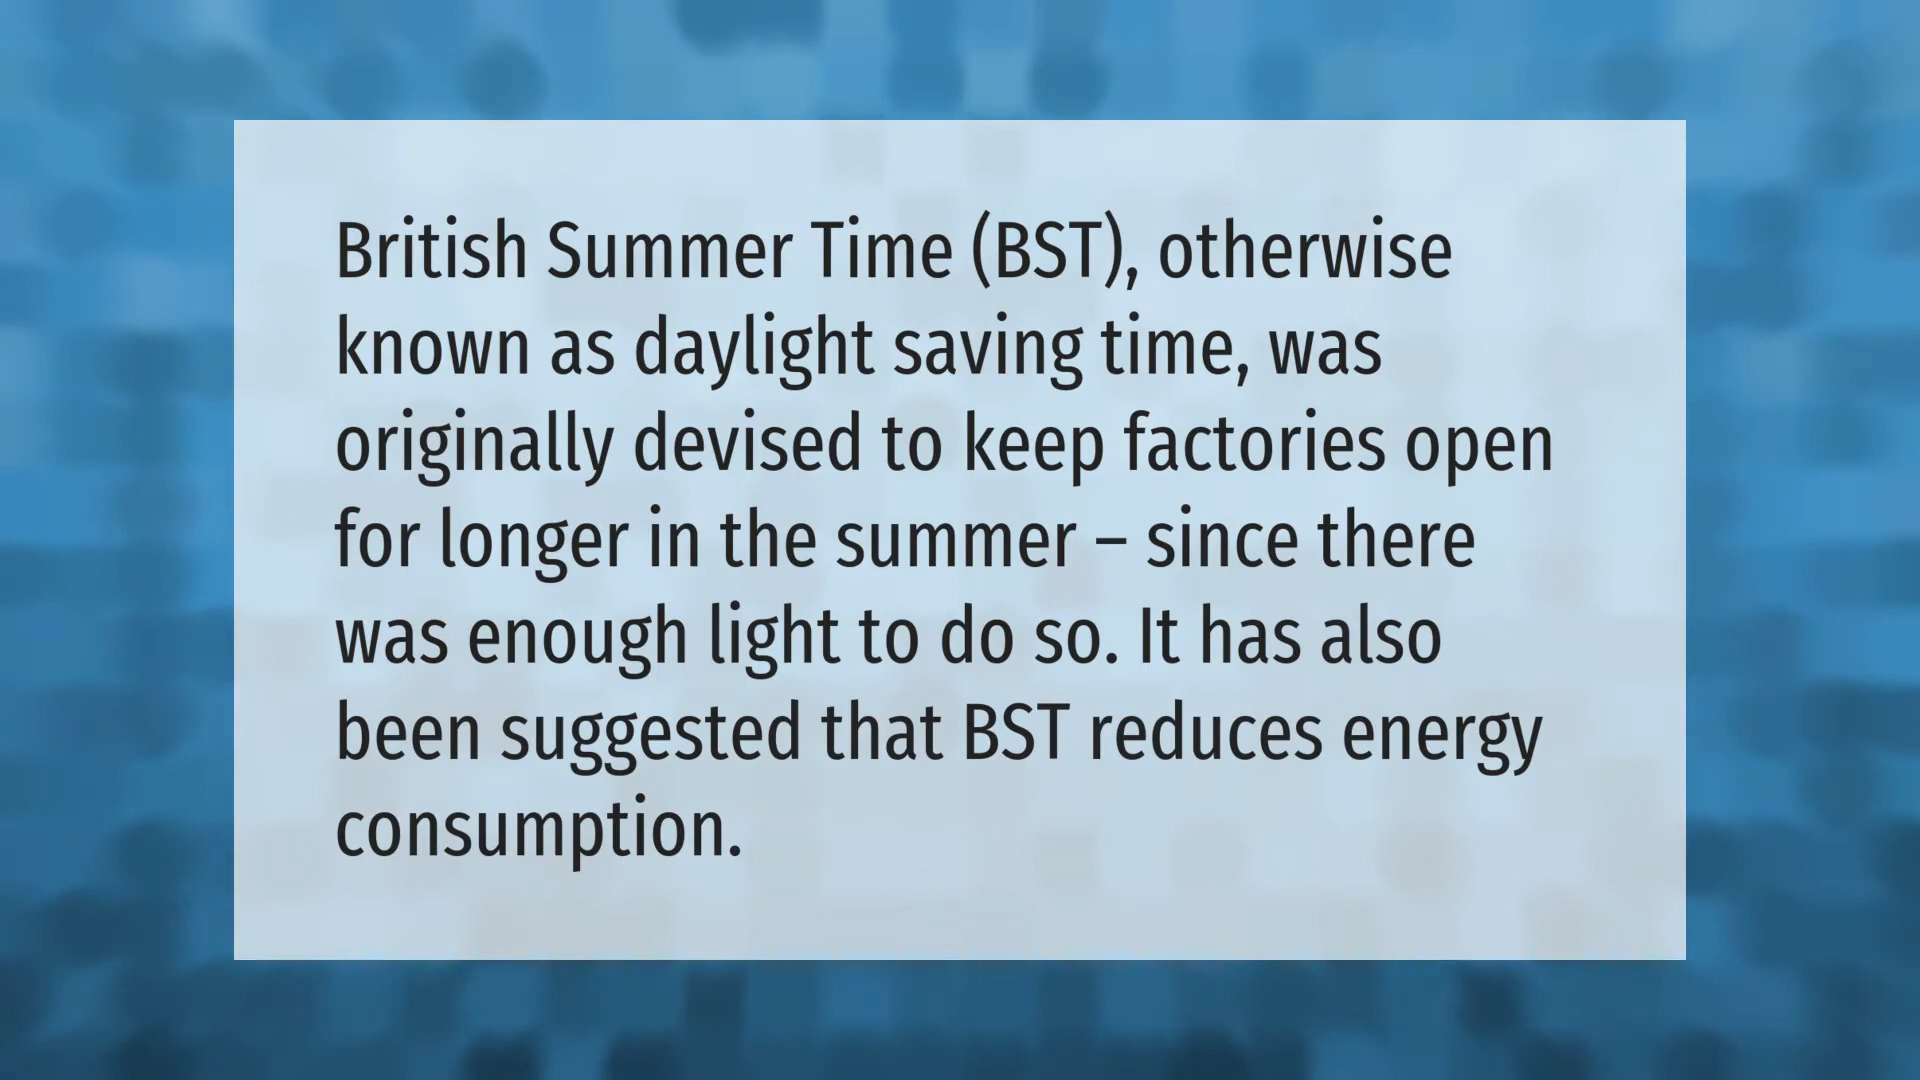 British Summer Time (BST), otherwise
known as daylight saving time, was
originally devised to keep factories open
for longer in the summer – since there
was enough light to do so. It has also
been suggested that BST reduces energy
consumption.